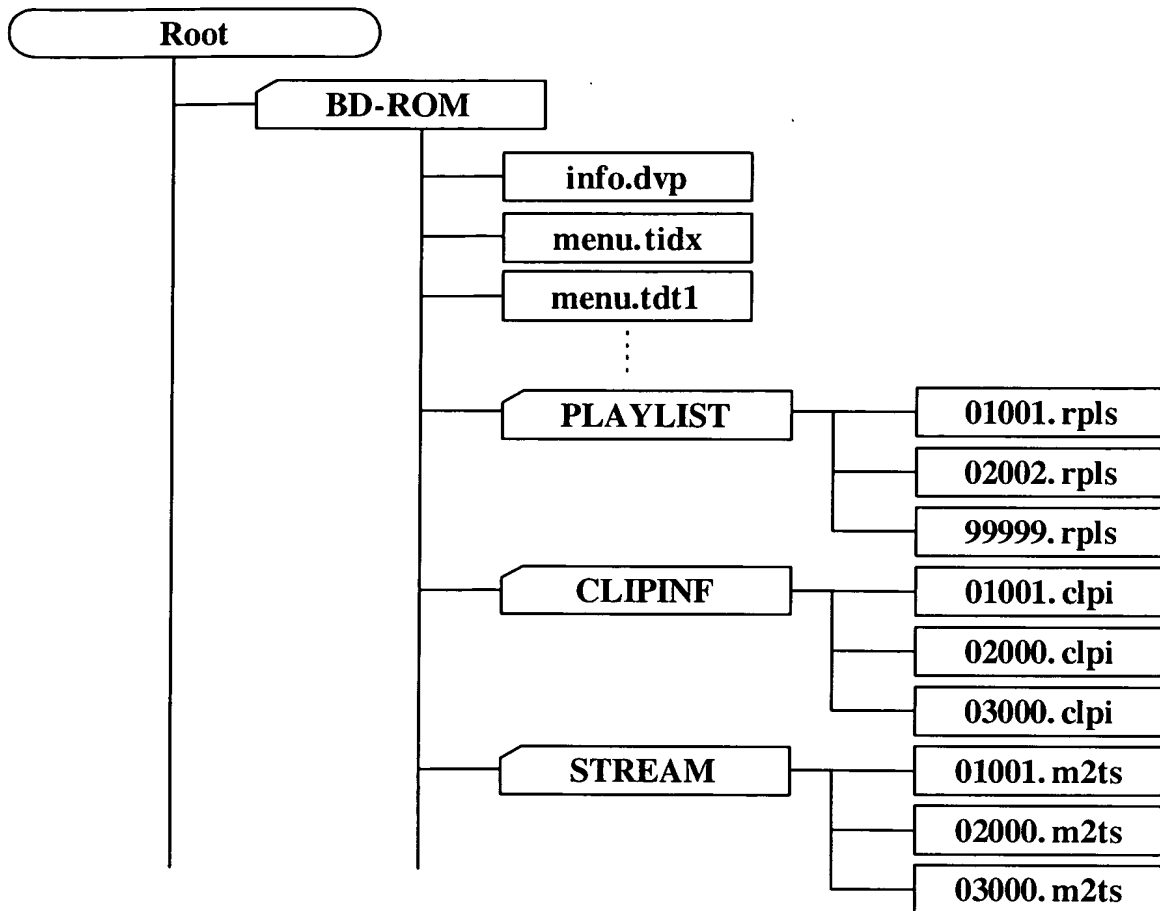 Root
BD-ROM
info.dvp
menu.tidx
menu.tdt1
PLAYLIST
01001.rpls
02002.rpls
99999.rpls
CLIPINF
01001.clpi
02000.clpi
03000.clpi
STREAM
01001.m2ts
02000.m2ts
03000.m2ts